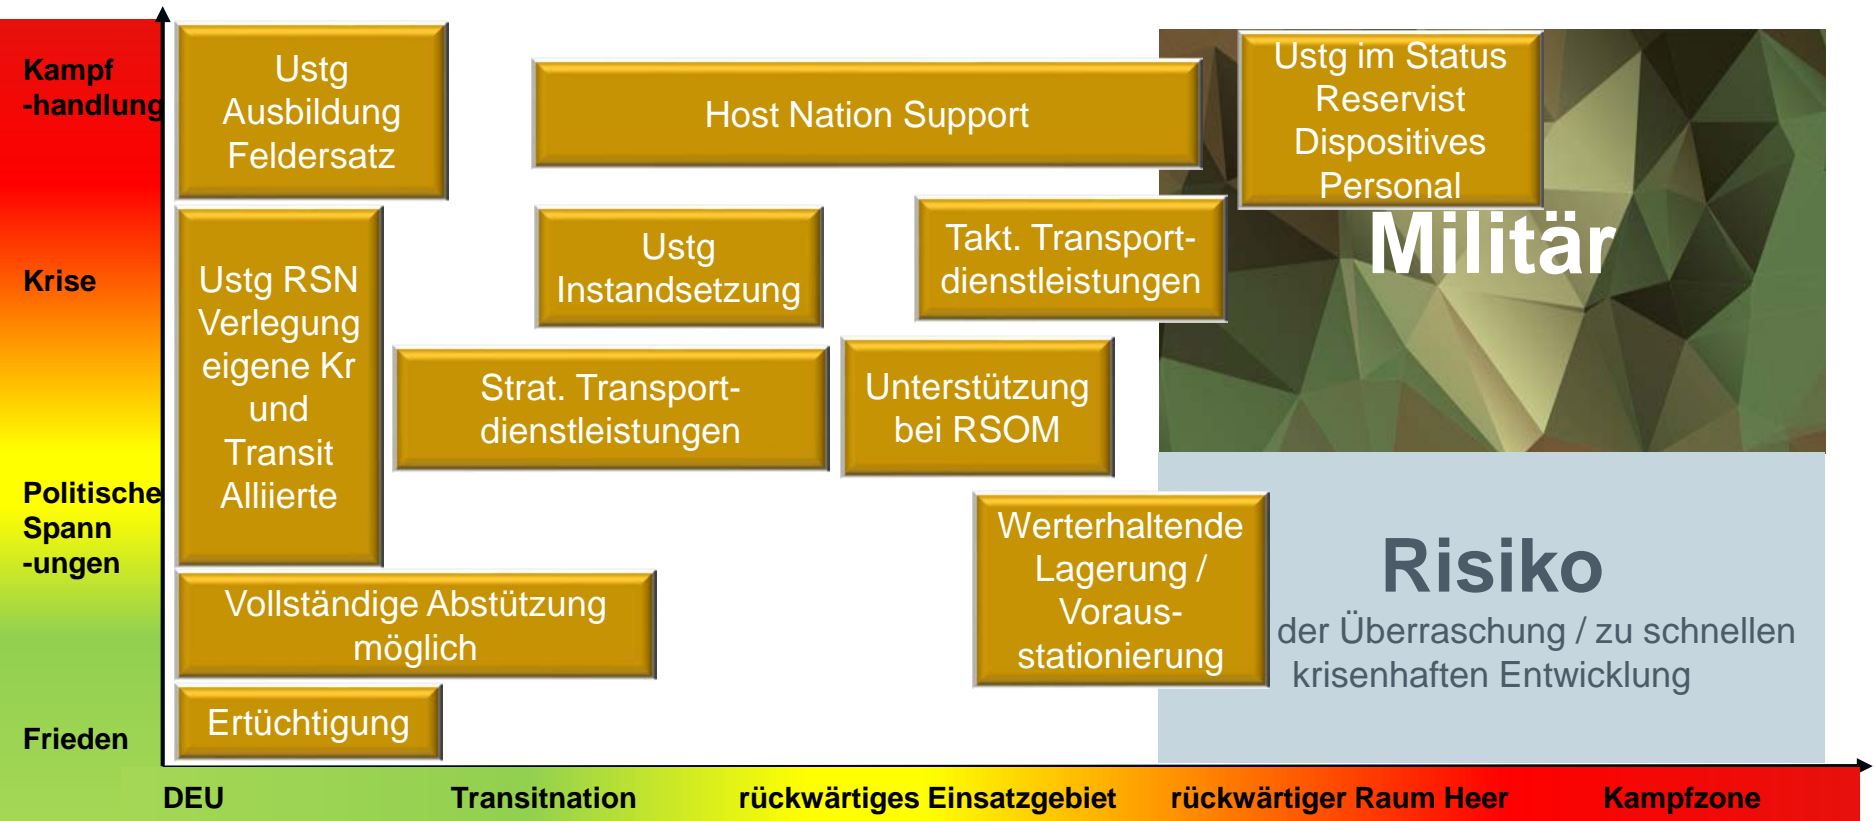 Kampf
-handlung
Krise
Politische
Spann
-ungen
Frieden
Ustg
Ausbildung
Feldersatz
Host Nation Support
Ustg im Status
Reservist
Dispositives
Personal
Militär
Ustg RSN
Verlegung
eigene Kr
und
Transit
Alliierte
Ustg
Instandsetzung
Takt. Transport-
dienstleistungen
Strat. Transport-
dienstleistungen
Unterstützung
bei RSOM
Werterhaltende
Lagerung /
Voraus-
stationierung
Risiko
der Überraschung / zu schnellen
krisenhaften Entwicklung
Vollständige Abstützung
möglich
Ertüchtigung
DEU
Transitnation
rückwärtiges Einsatzgebiet
rückwärtiger Raum Heer
Kampfzone